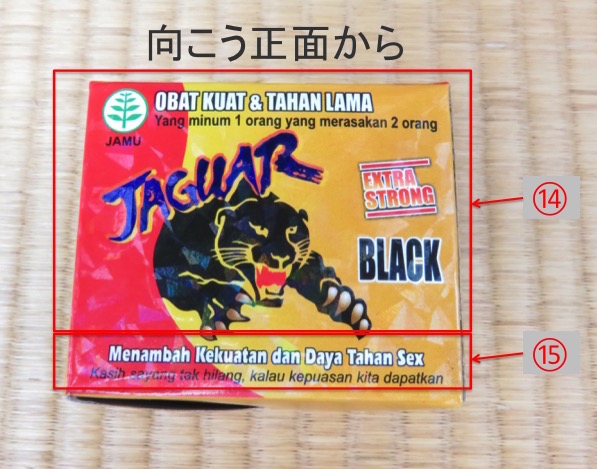 向こう正面から
OBAT KUAT & TAHAN LAMA
Yang minum 1 orang yang merasakan 2 orang
JAMU
JAGUAR
EXTRA
STRONG
⑭
BLACK
Menambah Kekuatan dan Daya Tahan Sex
⑮
Kasih sayang tak hilang, kalau kepuasan kita dapatkan